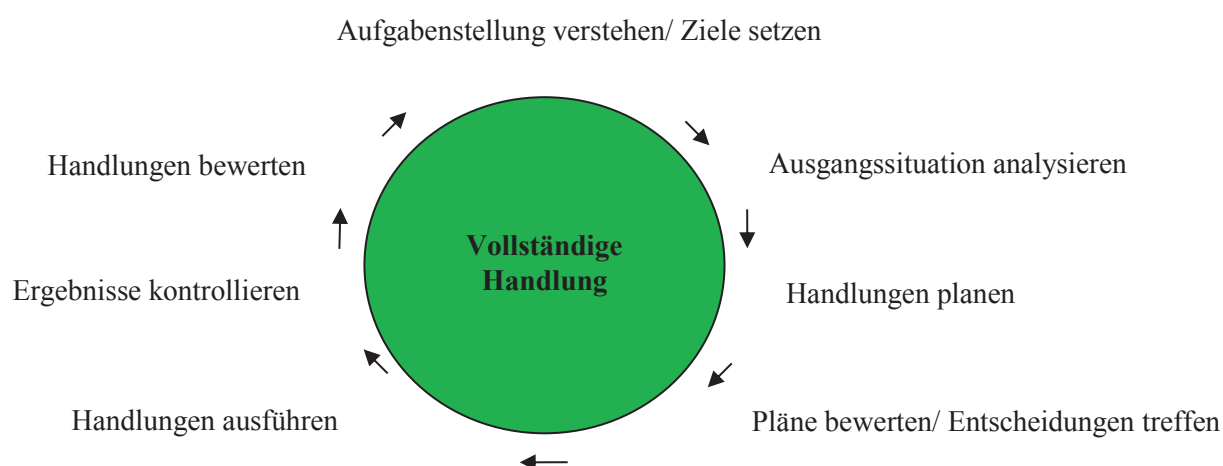 Aufgabenstellung verstehen/ Ziele setzen
Ausgangssituation analysieren
Handlungen planen
Pläne bewerten/ Entscheidungen treffen
Handlungen ausführen
Ergebnisse kontrollieren
Handlungen bewerten
Vollständige
Handlung